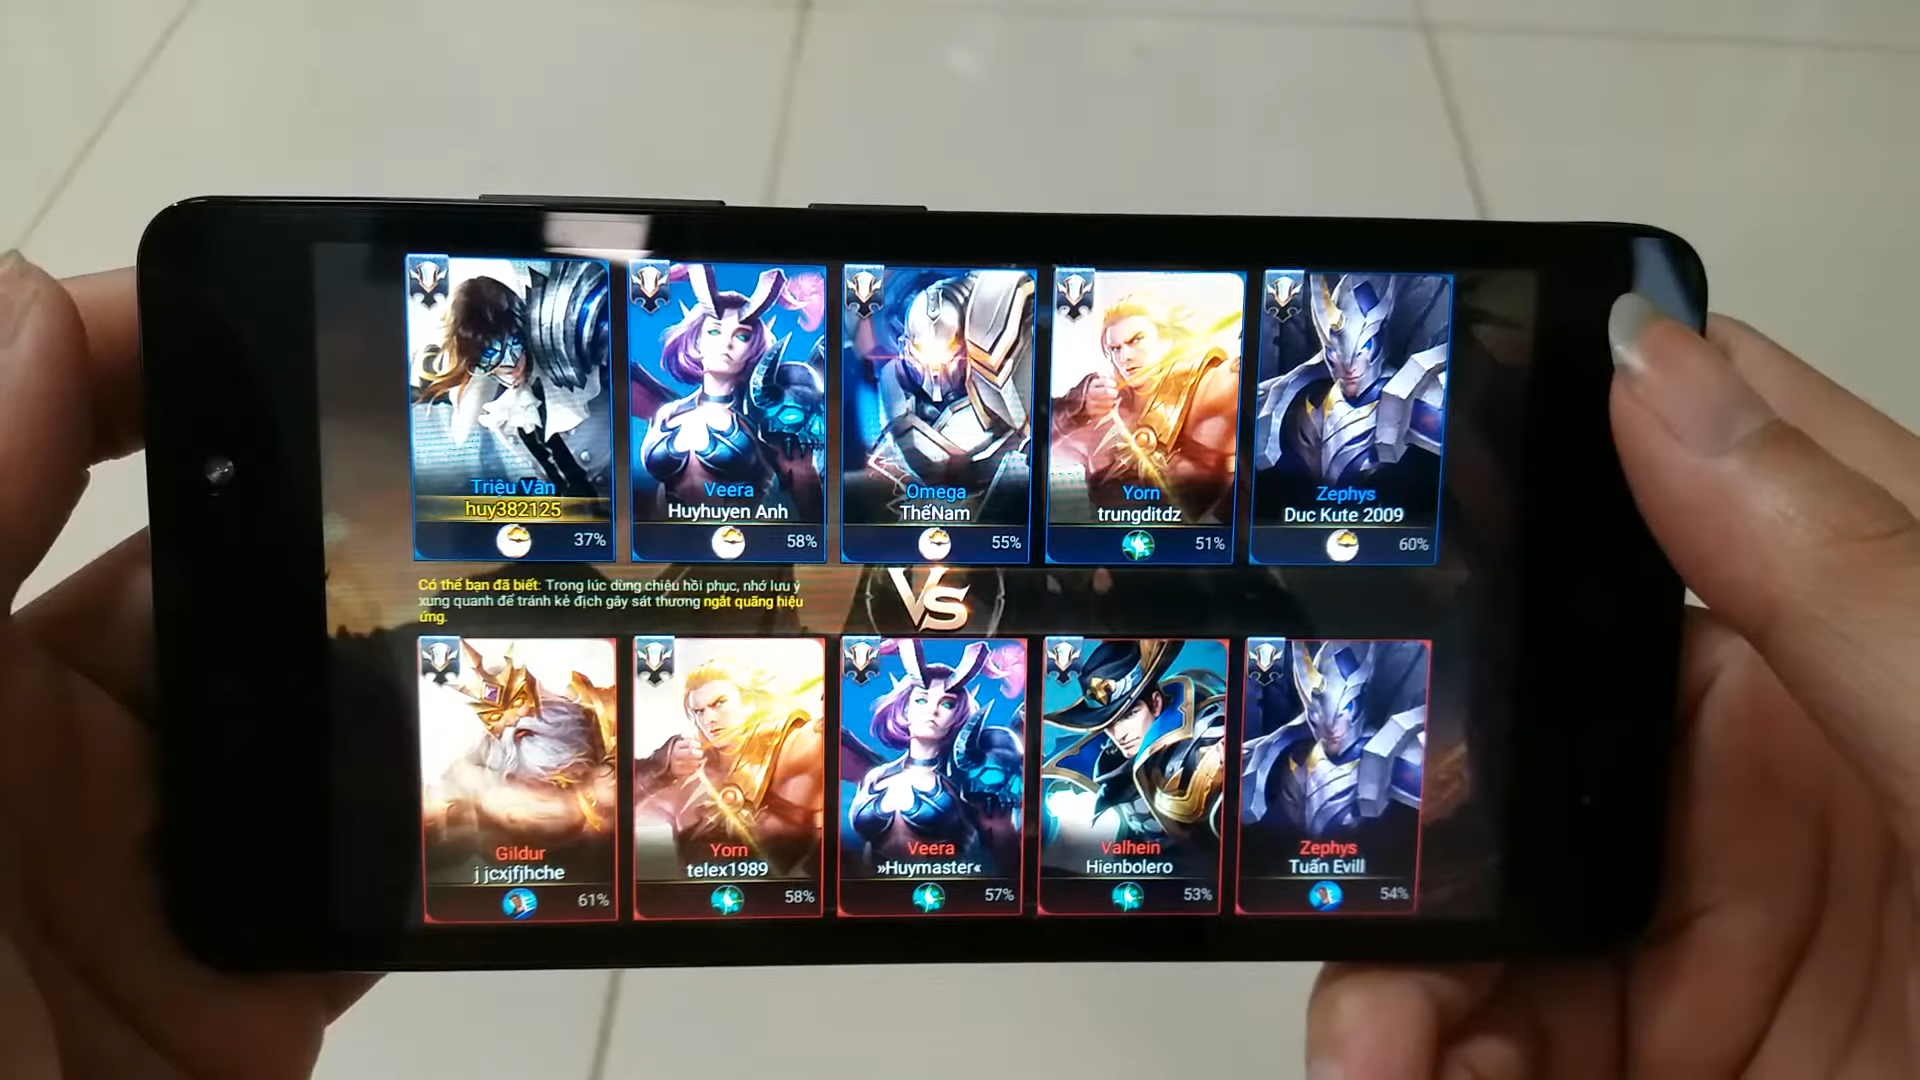 Triệu Vân
huy382125
37%
Veera
Huyhuyen Anh
58%
Omega
ThếNam
55%
Yorn
trungditdz
51%
Zephys
Duc Kute 2009
60%
Có thể bạn đã biết: Trong lúc dùng chiêu hồi phục, nhớ lưu ý
xung quanh để tránh kẻ địch gây sát thương ngắt quãng hiệu
ứng.
VS
Gildur
j jcxjfjhche
61%
Yorn
telex1989
58%
Veera
»Huymaster«
57%
Valhein
Hienbolero
53%
Zephys
Tuấn Evill
54%